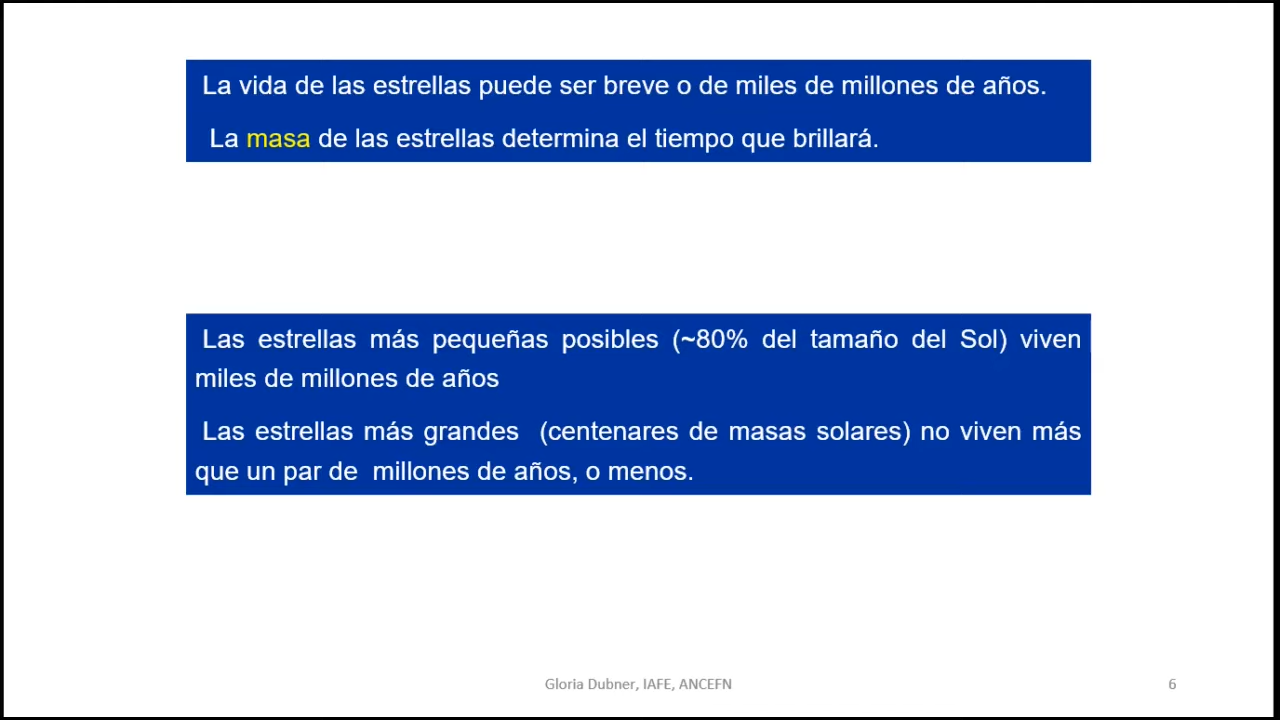 La vida de las estrellas puede ser breve o de miles de millones de años.
La masa de las estrellas determina el tiempo que brillará.
Las estrellas más pequeñas posibles (~80% del tamaño del Sol) viven
miles de millones de años
Las estrellas más grandes (centenares de masas solares) no viven más
que un par de millones de años, o menos.
Gloria Dubner, IAFE, ANCEFN
6